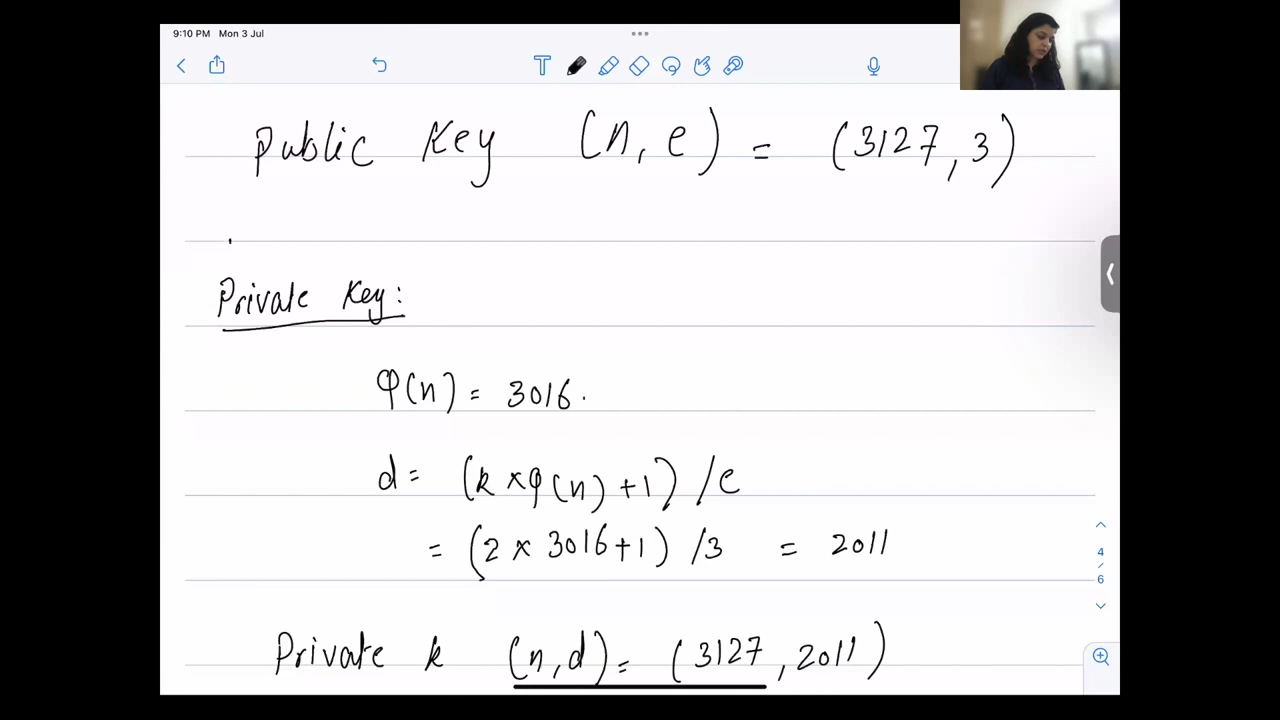 9:10 PM Mon 3 Jul
T
Public Key (n, e) = (3127, 3)
Private Key:
φ(n) = 3016.
d = (k × φ(n) + 1) / e
= (2 × 3016 + 1) / 3 = 2011
4
/
6
Private k (n, d) = (3127, 2011)